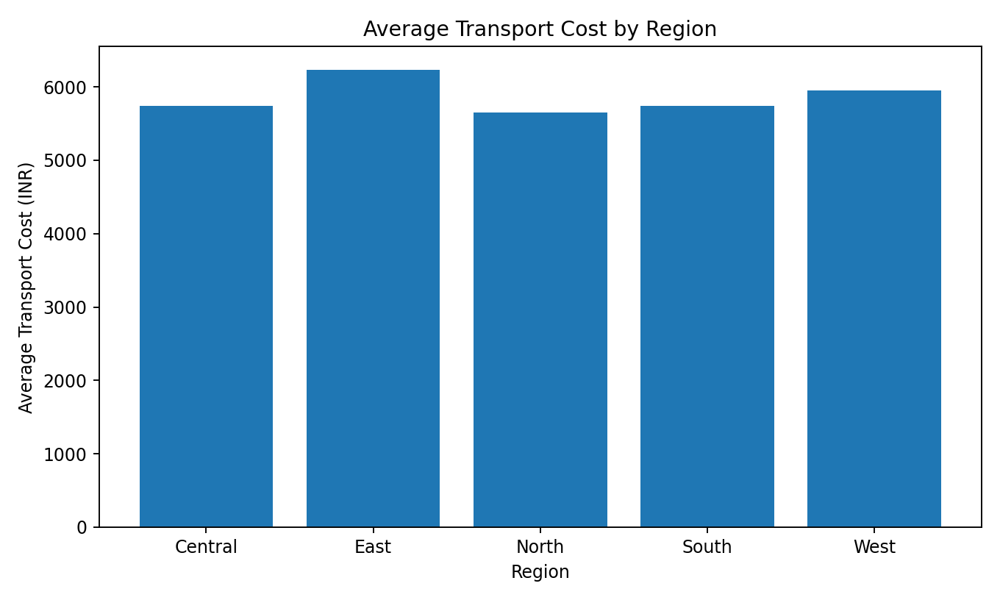 Average Transport Cost by Region
Average Transport Cost (INR)
6000
5000
4000
3000
2000
1000
0
Central East North South West
Region